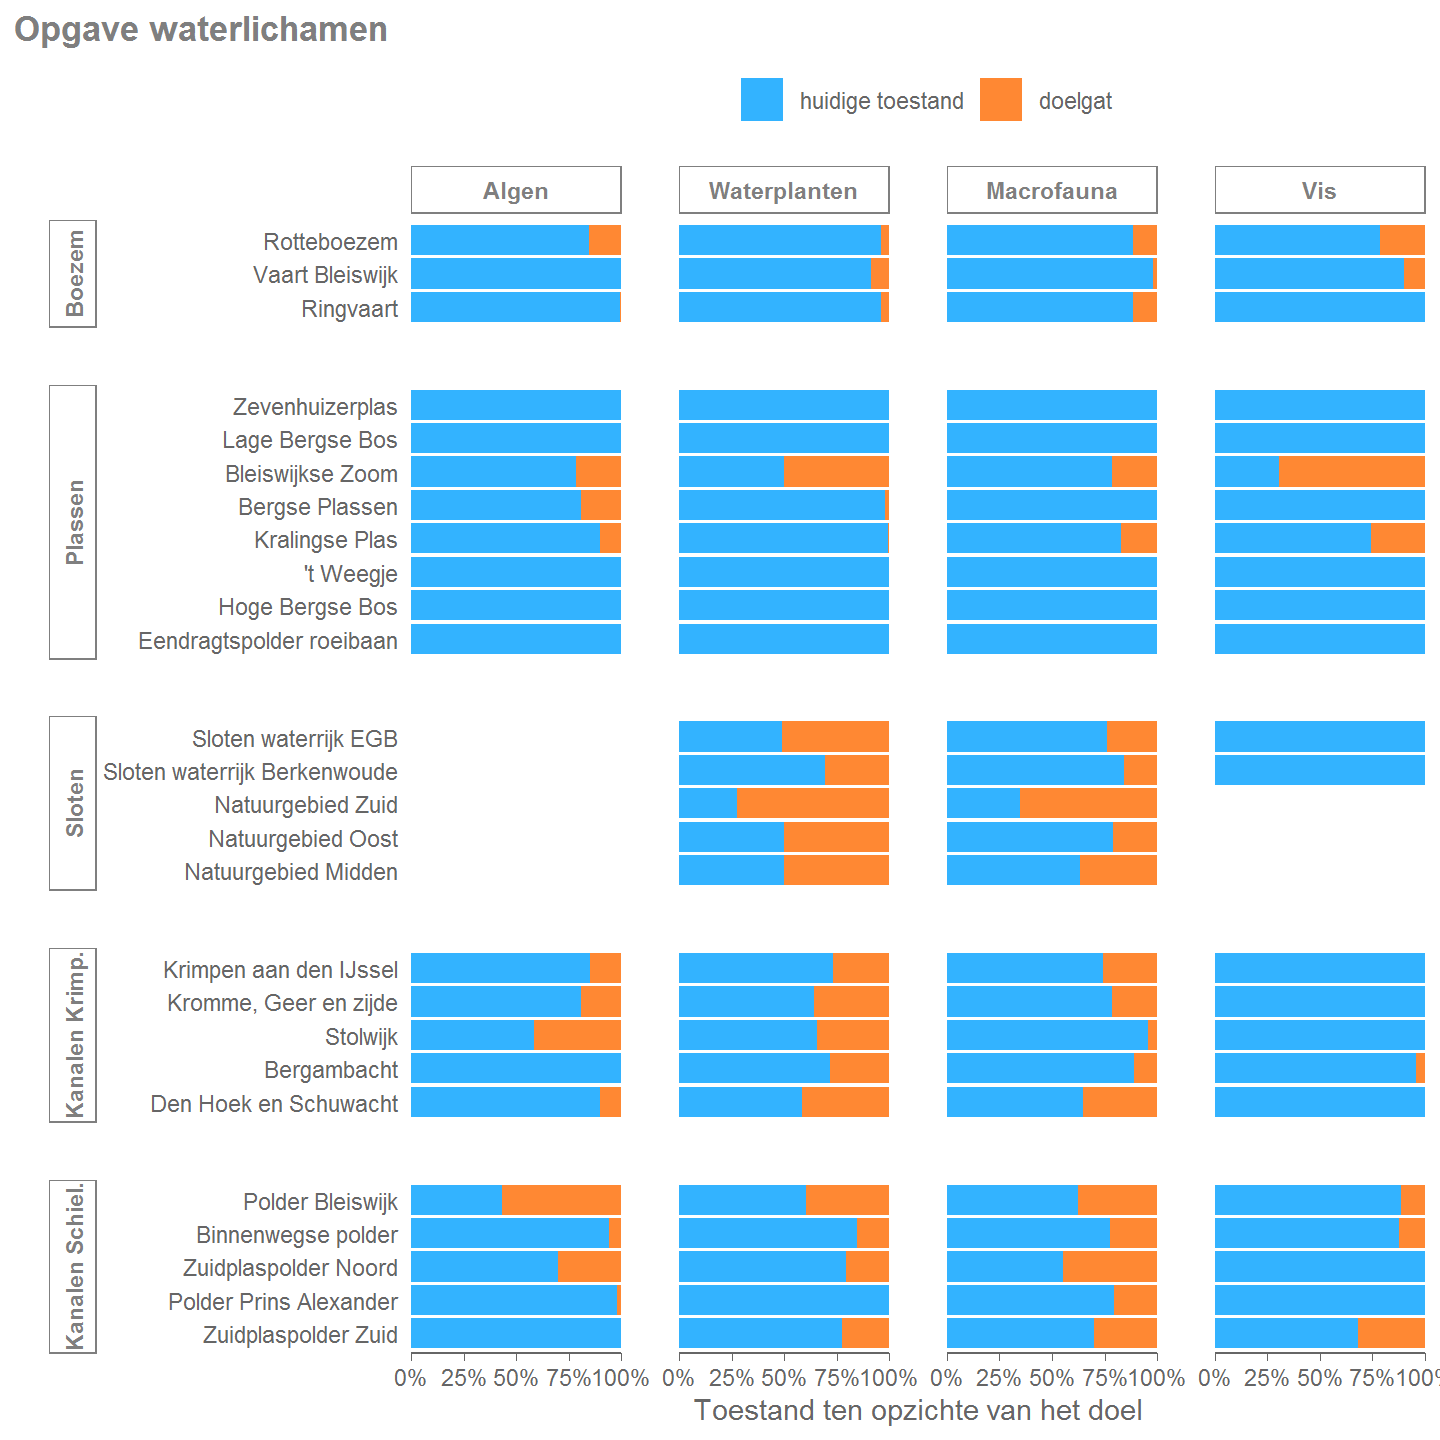 Opgave waterlichamen
huidige toestand doelgat
Algen Waterplanten Macrofauna Vis
Boezem
Rotteboezem
Vaart Bleiswijk
Ringvaart
Plassen
Zevenhuizerplas
Lage Bergse Bos
Bleiswijkse Zoom
Bergse Plassen
Kralingse Plas
't Weegje
Hoge Bergse Bos
Eendragtspolder roeibaan
Sloten
Sloten waterrijk EGB
Sloten waterrijk Berkenwoude
Natuurgebied Zuid
Natuurgebied Oost
Natuurgebied Midden
Kanalen Krimp.
Krimpen aan den IJssel
Kromme, Geer en zijde
Stolwijk
Bergambacht
Den Hoek en Schuwacht
Kanalen Schiel.
Polder Bleiswijk
Binnenwegse polder
Zuidplaspolder Noord
Polder Prins Alexander
Zuidplaspolder Zuid
0% 25% 50% 75% 100% 0% 25% 50% 75% 100% 0% 25% 50% 75% 100% 0% 25% 50% 75% 100%
Toestand ten opzichte van het doel